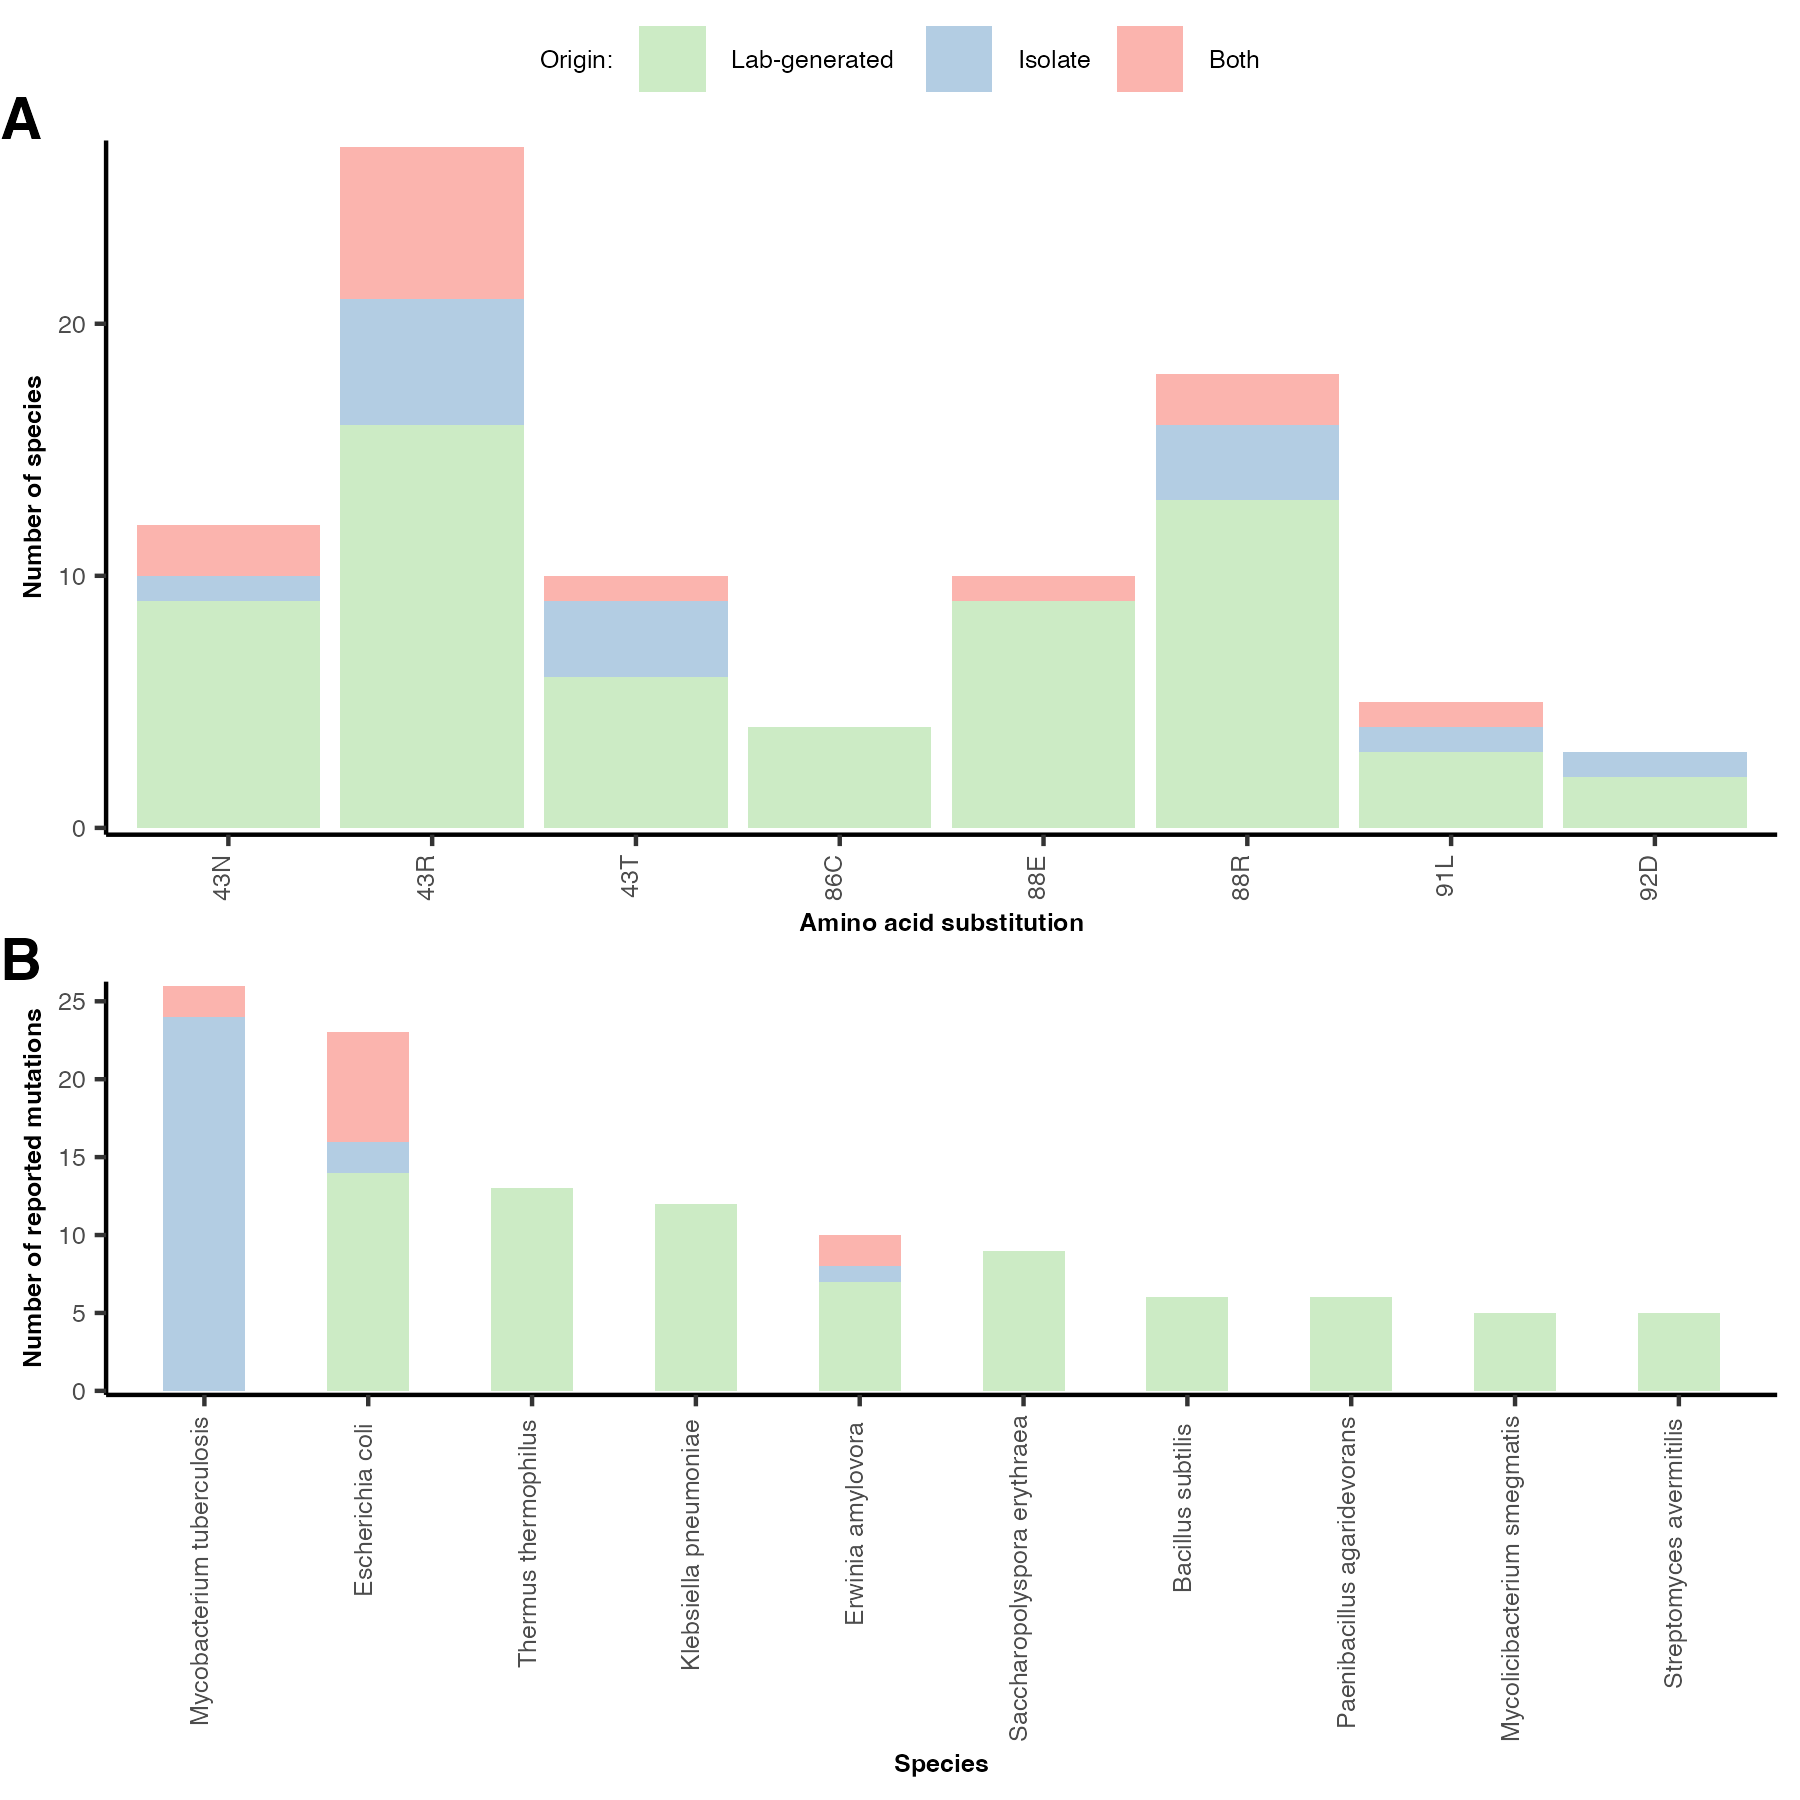 Origin: Lab-generated Isolate Both
A
Number of species
20
10
0
43N 43R 43T 86C 88E 88R 91L 92D
Amino acid substitution
B
Number of reported mutations
25
20
15
10
5
0
Mycobacterium tuberculosis
Escherichia coli
Thermus thermophilus
Klebsiella pneumoniae
Erwinia amylovora
Saccharopolyspora erythraea
Bacillus subtilis
Paenibacillus agaridevorans
Mycolicibacterium smegmatis
Streptomyces avermitilis
Species